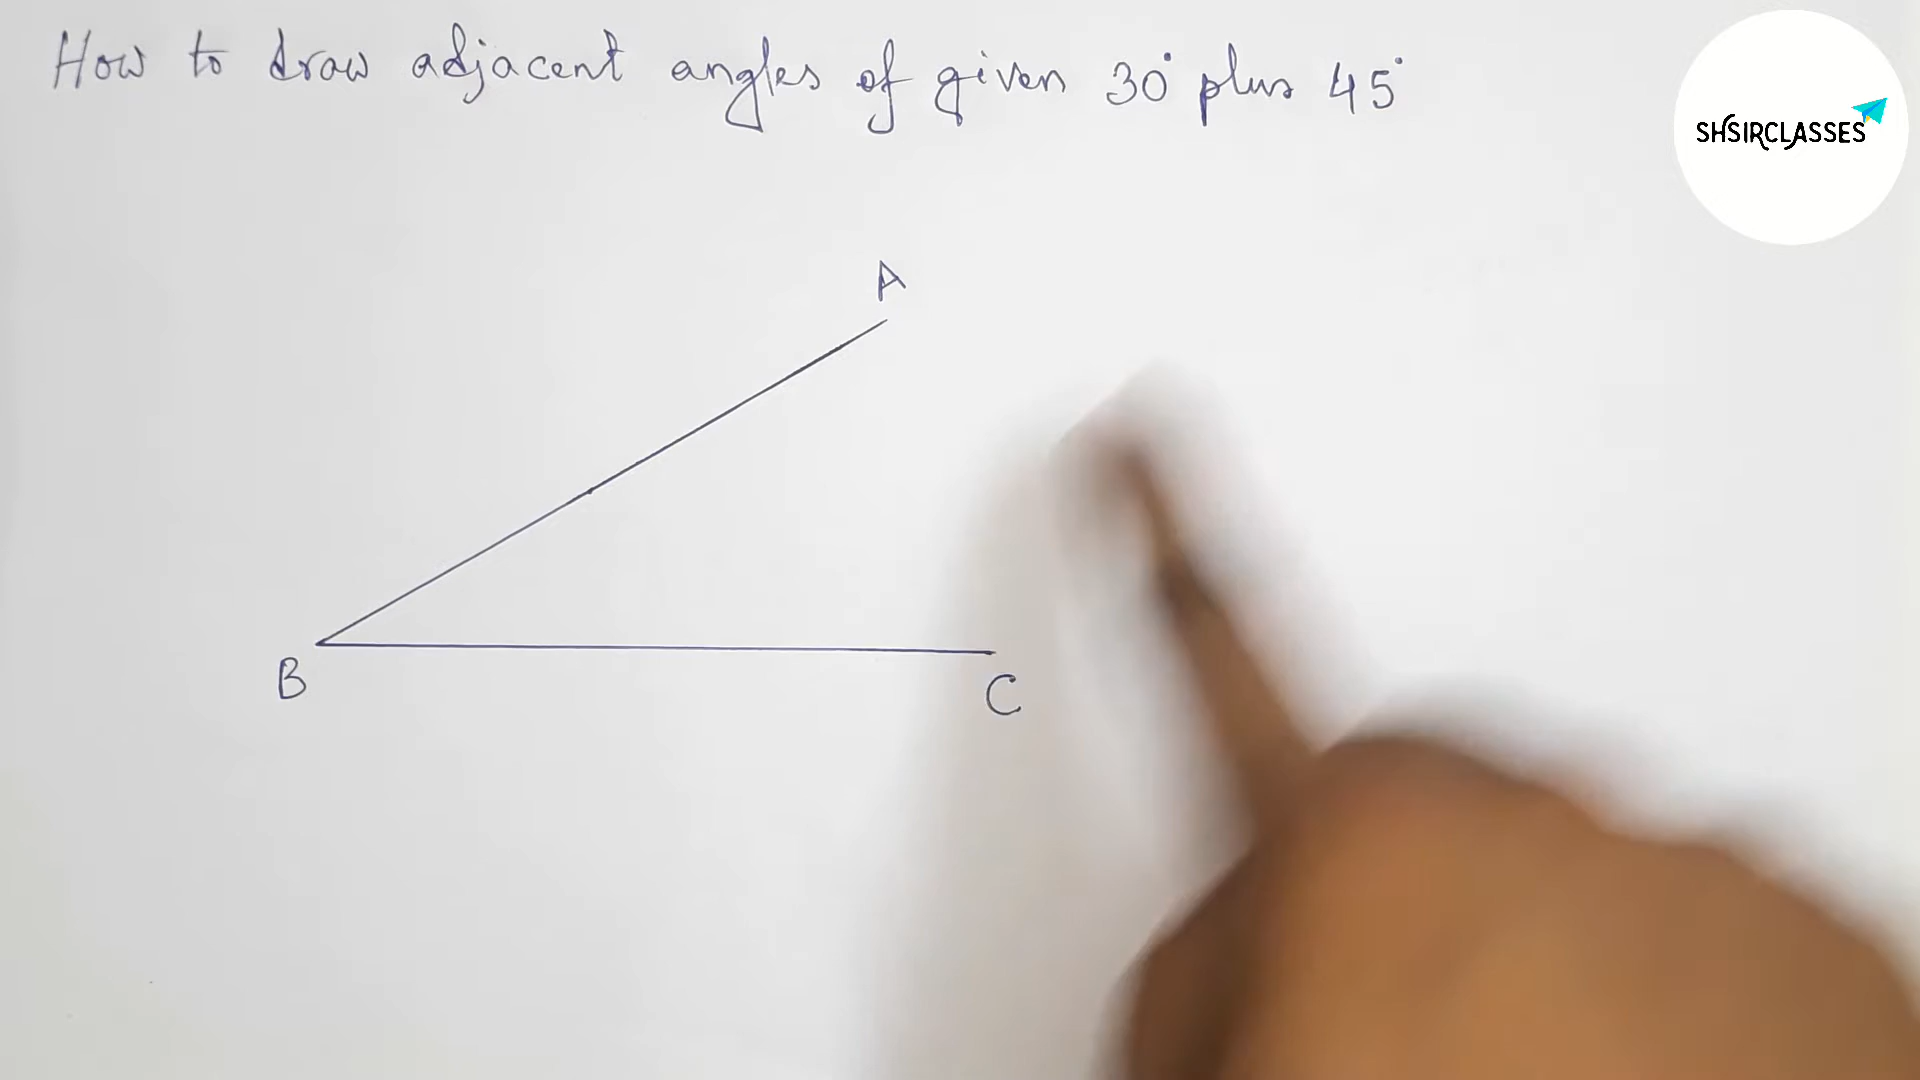 How to draw adjacent angles of given 30° plus 45°
SHSIRCLASSES
A
B
C